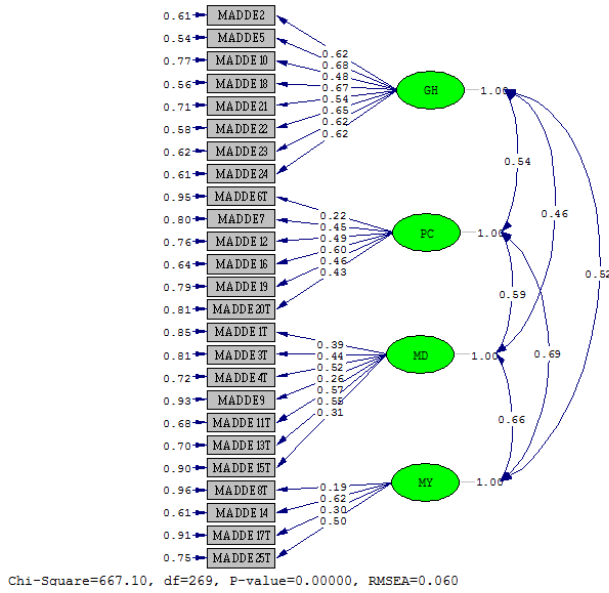 0.61 MADDE2
0.54 MADDE5
0.77 MADDE10
0.56 MADDE18
0.71 MADDE21
0.58 MADDE22
0.62 MADDE23
0.61 MADDE24
0.95 MADDE6T
0.80 MADDE7
0.76 MADDE12
0.64 MADDE16
0.79 MADDE19
0.81 MADDE20T
0.85 MADDE1T
0.81 MADDE3T
0.72 MADDE4T
0.93 MADDE9
0.68 MADDE11T
0.70 MADDE13T
0.90 MADDE15T
0.96 MADDE8T
0.61 MADDE14
0.91 MADDE17T
0.75 MADDE25T
0.62
0.68
0.48
0.67
0.54
0.65
0.62
0.62
0.22
0.45
0.49
0.60
0.46
0.43
0.39
0.44
0.52
0.26
0.57
0.55
0.31
0.19
0.62
0.30
0.50
GH 1.00
PC 1.00
MD 1.00
MY 1.00
0.54
0.46
0.52
0.59
0.69
0.66
Chi-Square=667.10, df=269, P-value=0.00000, RMSEA=0.060